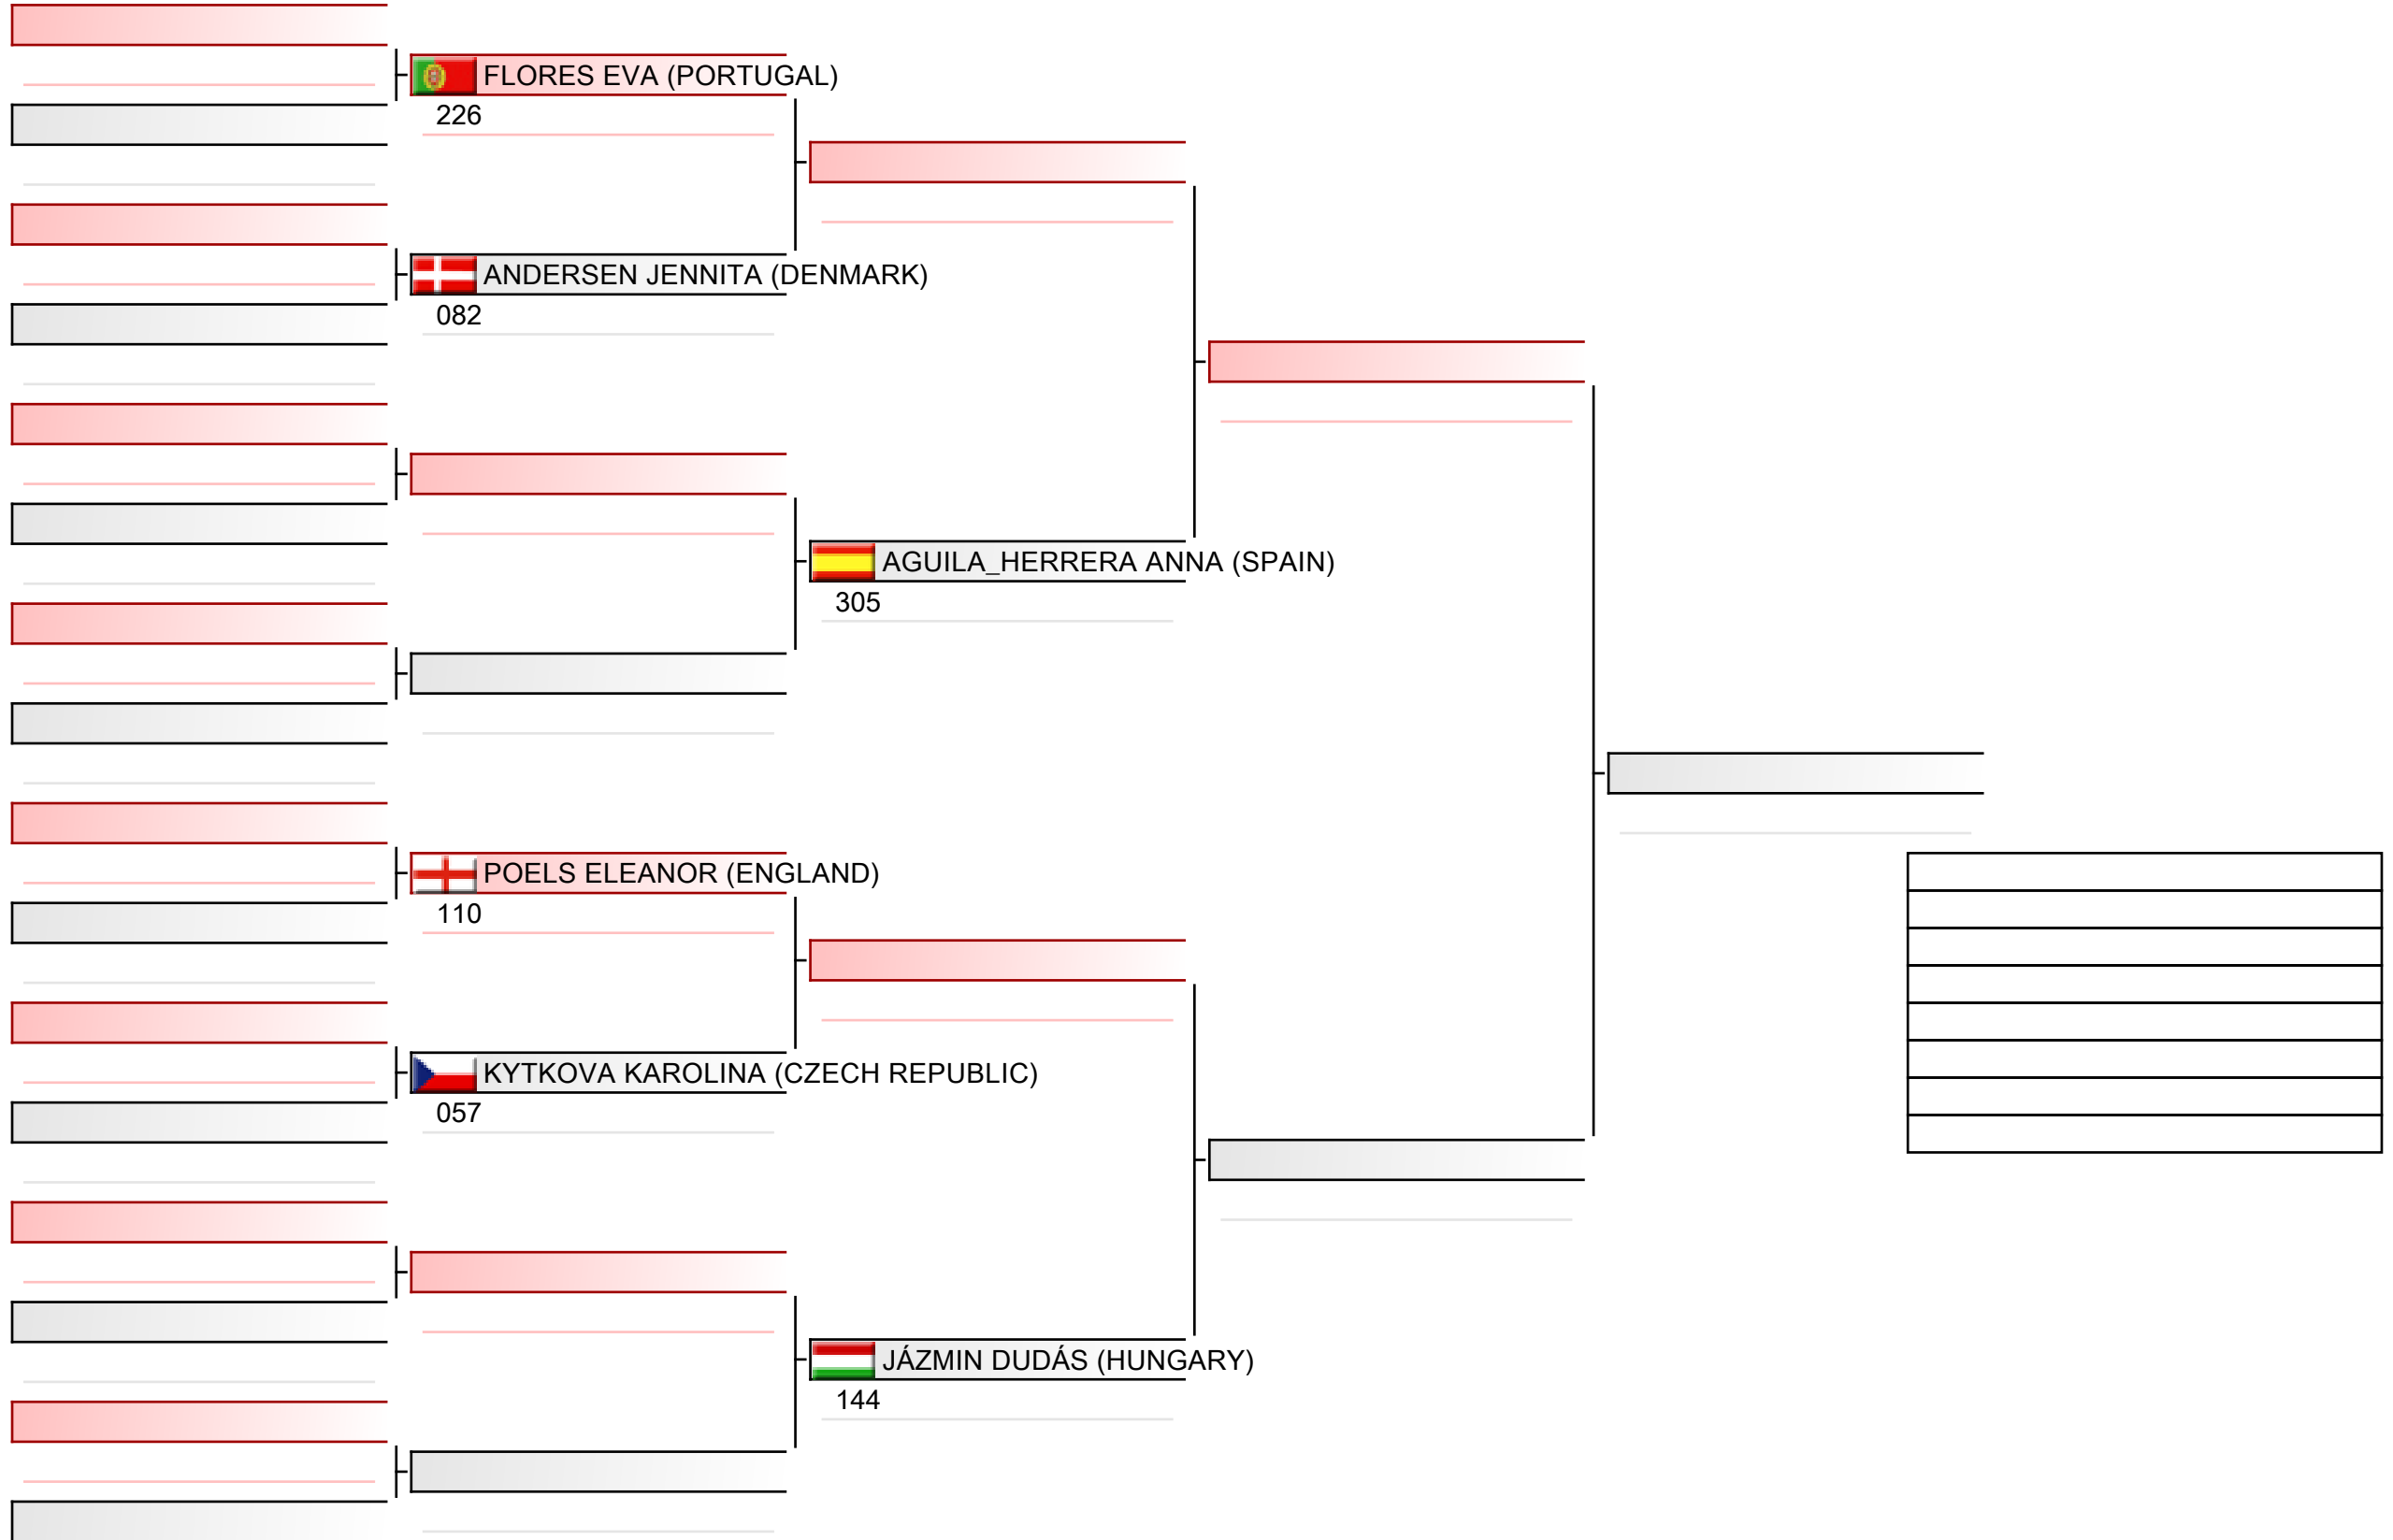 FLORES EVA (PORTUGAL)
226
ANDERSEN JENNITA (DENMARK)
082
AGUILA_HERRERA ANNA (SPAIN)
305
POELS ELEANOR (ENGLAND)
110
KYTKOVA KAROLINA (CZECH REPUBLIC)
057
JÁZMIN DUDÁS (HUNGARY)
144